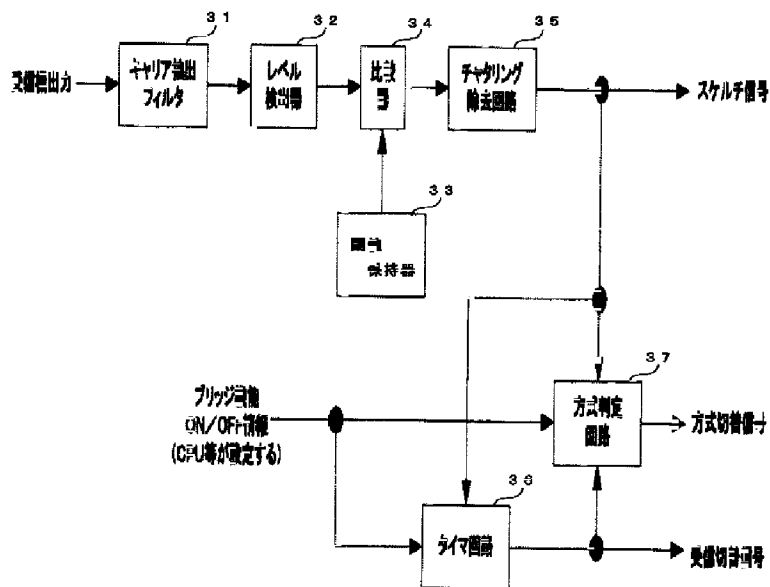 31
32
34
35
受信機出力
キャリア抽出
フィルタ
レベル
検出器
比較
器
チャタリング
除去回路
スケルチ信号
33
閾値
保持器
37
ブリッジ可能
ON/OFF情報
(CPU等が設定する)
方式判定
回路
方式切替信号
36
タイマ回路
受信切替信号